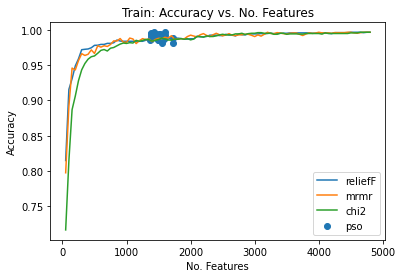 Train: Accuracy vs. No. Features
Accuracy
1.00
0.95
0.90
0.85
0.80
0.75
0
1000
2000
3000
4000
5000
No. Features
reliefF
mrmr
chi2
pso